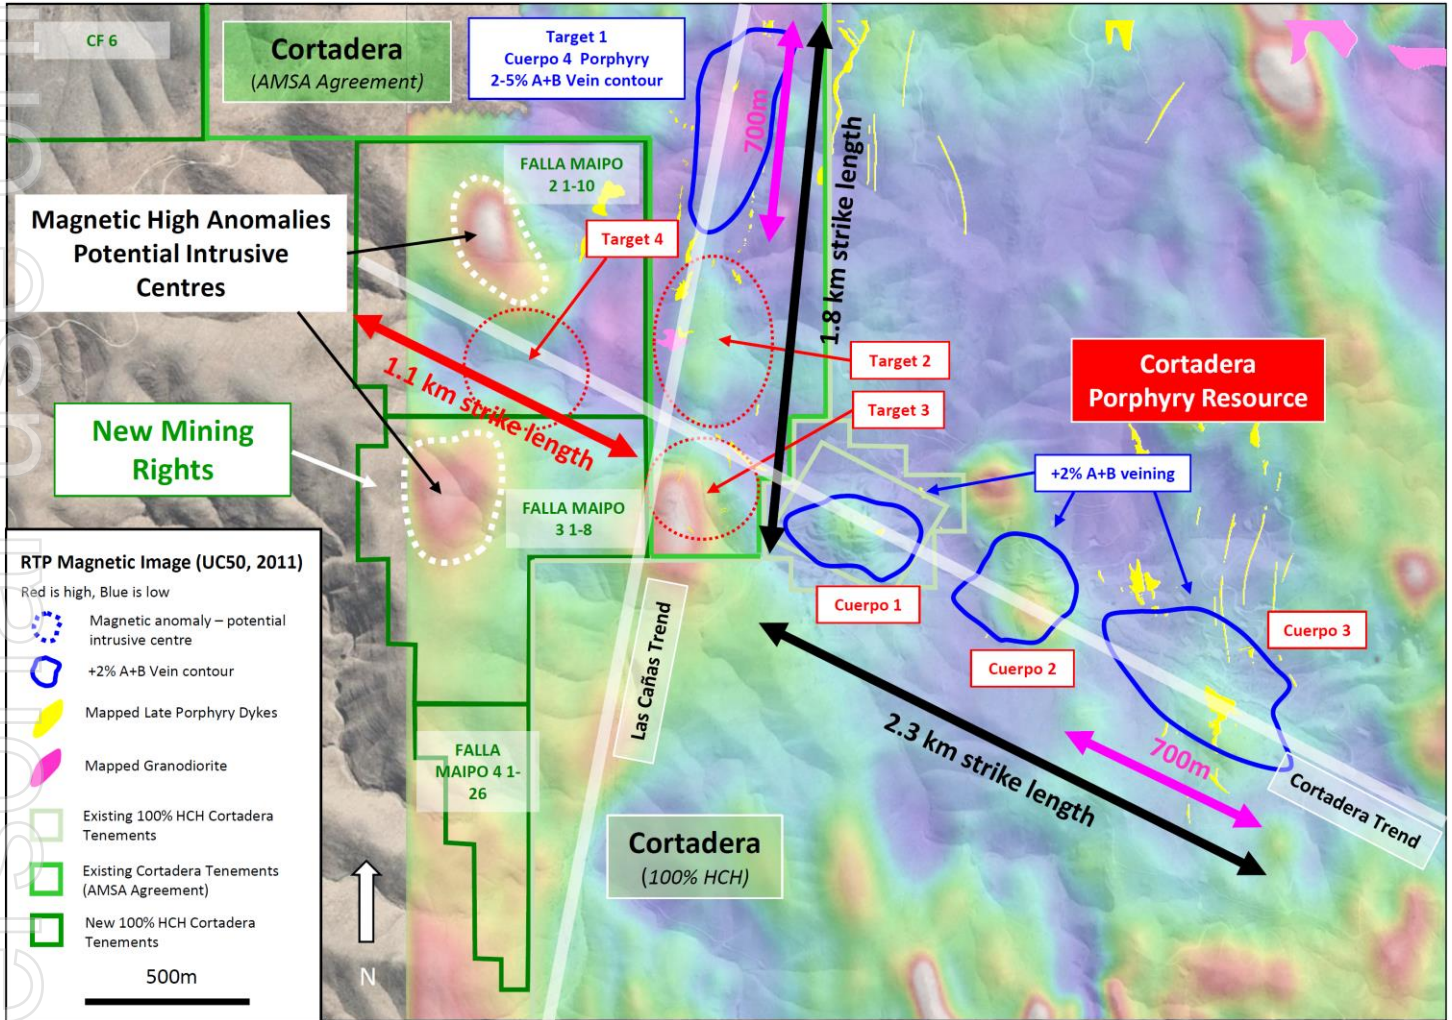 CF 6
Cortadera
(AMSA Agreement)
Target 1
Cuerpo 4 Porphyry
2-5% A+B Vein contour
700m
1.8 km strike length
FALLA MAIPO
2 1-10
Magnetic High Anomalies
Potential Intrusive
Centres
Target 4
Target 2
Target 3
Cortadera
Porphyry Resource
1.1 km strike length
New Mining
Rights
+2% A+B veining
FALLA MAIPO
3 1-8
Cuerpo 1
Cuerpo 2
Cuerpo 3
Las Cañas Trend
2.3 km strike length
700m
Cortadera Trend
FALLA
MAIPO 4 1-
26
Cortadera
(100% HCH)
RTP Magnetic Image (UC50, 2011)
Red is high, Blue is low
Magnetic anomaly – potential
intrusive centre
+2% A+B Vein contour
Mapped Late Porphyry Dykes
Mapped Granodiorite
Existing 100% HCH Cortadera
Tenements
Existing Cortadera Tenements
(AMSA Agreement)
New 100% HCH Cortadera
Tenements
500m
N